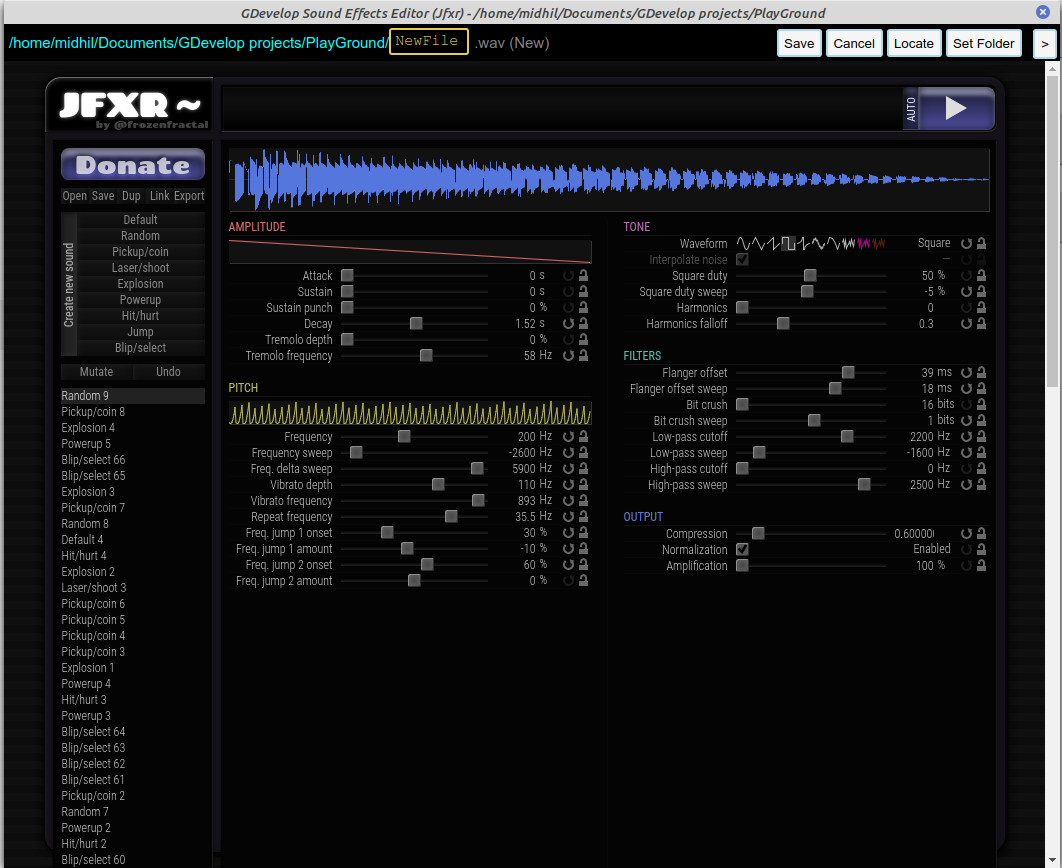 GDevelop Sound Effects Editor (Jfxr) - /home/midhil/Documents/GDevelop projects/PlayGround
/home/midhil/Documents/GDevelop projects/PlayGround/ NewFile .wav (New) Save Cancel Locate Set Folder >
JFXR ~
by @frozenfractal
AUTO
Donate
Open Save Dup Link Export
Create new sound
Default
Random
Pickup/coin
Laser/shoot
Explosion
Powerup
Hit/hurt
Jump
Blip/select
Mutate Undo
Random 9
Pickup/coin 8
Explosion 4
Powerup 5
Blip/select 66
Blip/select 65
Explosion 3
Pickup/coin 7
Random 8
Default 4
Hit/hurt 4
Explosion 2
Laser/shoot 3
Pickup/coin 6
Pickup/coin 5
Pickup/coin 4
Pickup/coin 3
Explosion 1
Powerup 4
Hit/hurt 3
Powerup 3
Blip/select 64
Blip/select 63
Blip/select 62
Blip/select 61
Pickup/coin 2
Random 7
Powerup 2
Hit/hurt 2
Blip/select 60
AMPLITUDE
Attack 0 s
Sustain 0 s
Sustain punch 0 %
Decay 1.52 s
Tremolo depth 0 %
Tremolo frequency 58 Hz
PITCH
Frequency 200 Hz
Frequency sweep -2600 Hz
Freq. delta sweep 5900 Hz
Vibrato depth 110 Hz
Vibrato frequency 893 Hz
Repeat frequency 35.5 Hz
Freq. jump 1 onset 30 %
Freq. jump 1 amount -10 %
Freq. jump 2 onset 60 %
Freq. jump 2 amount 0 %
TONE
Waveform Square
Interpolate noise –
Square duty 50 %
Square duty sweep -5 %
Harmonics 0
Harmonics falloff 0.3
FILTERS
Flanger offset 39 ms
Flanger offset sweep 18 ms
Bit crush 16 bits
Bit crush sweep 1 bits
Low-pass cutoff 2200 Hz
Low-pass sweep -1600 Hz
High-pass cutoff 0 Hz
High-pass sweep 2500 Hz
OUTPUT
Compression 0.60000
Normalization Enabled
Amplification 100 %